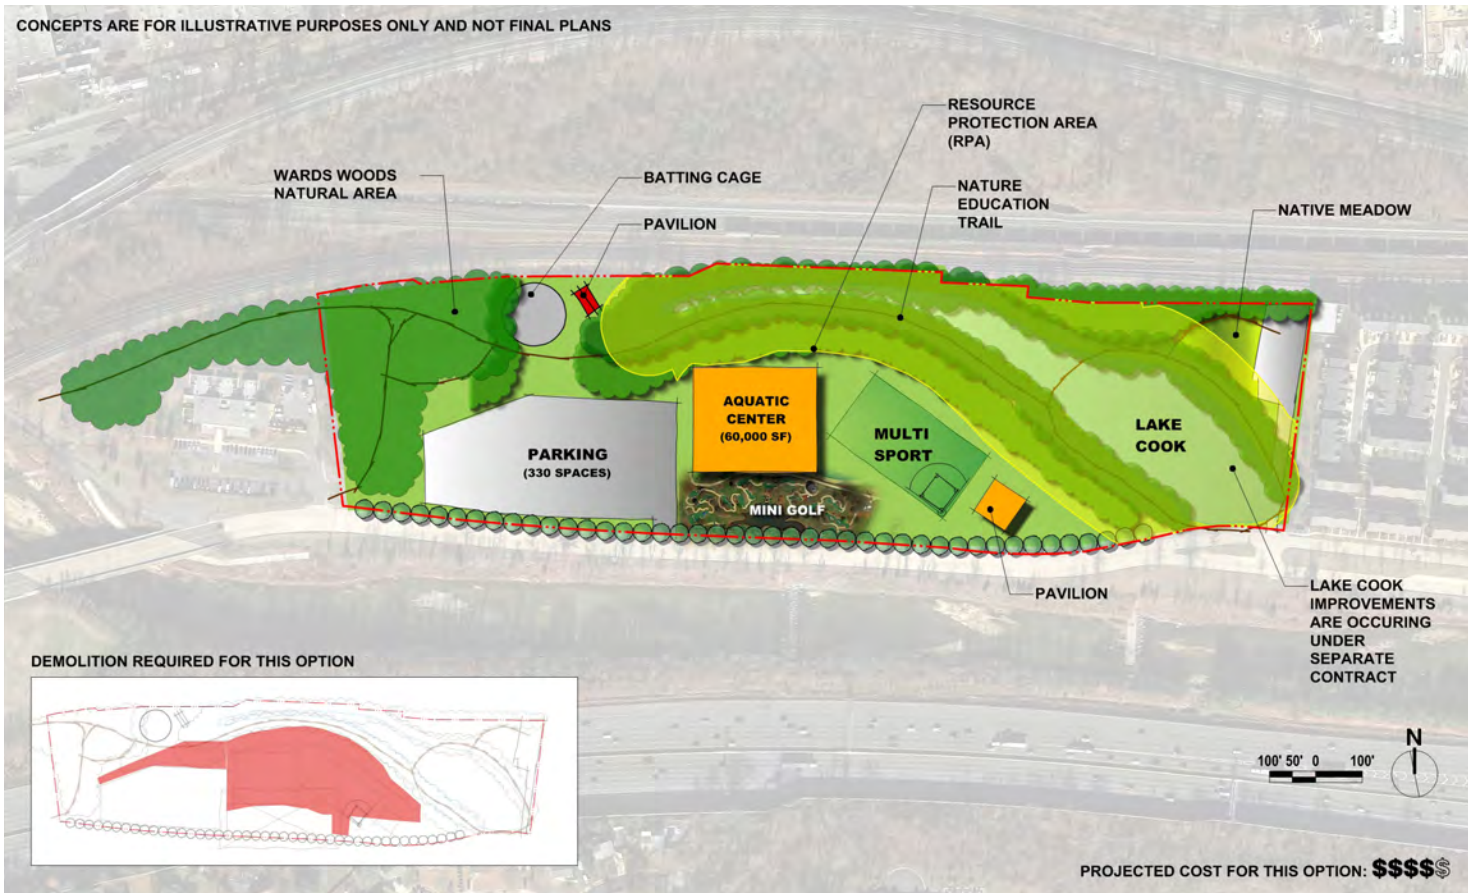 CONCEPTS ARE FOR ILLUSTRATIVE PURPOSES ONLY AND NOT FINAL PLANS
RESOURCE
PROTECTION AREA
(RPA)
WARDS WOODS
NATURAL AREA
BATTING CAGE
NATURE
EDUCATION
TRAIL
PAVILION
NATIVE MEADOW
AQUATIC
CENTER
(60,000 SF)
MULTI
SPORT
LAKE
COOK
PARKING
(330 SPACES)
MINI GOLF
PAVILION
LAKE COOK
IMPROVEMENTS
ARE OCCURING
UNDER
SEPARATE
CONTRACT
DEMOLITION REQUIRED FOR THIS OPTION
N
100' 50' 0 100'
PROJECTED COST FOR THIS OPTION: $$$$$